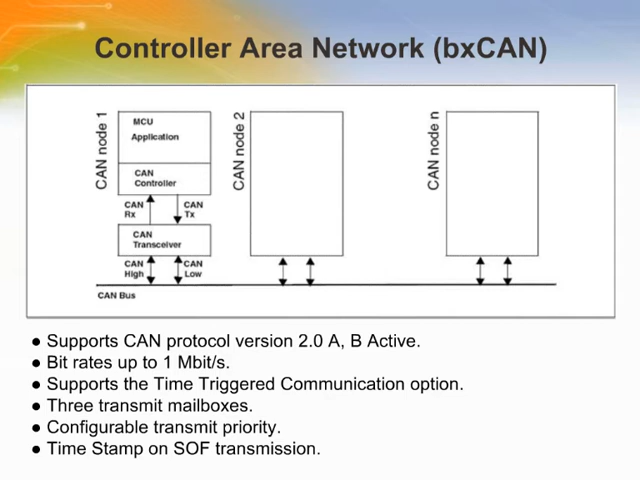 Controller Area Network (bxCAN)
CAN node 1
MCU
Application
CAN
Controller
CAN
Rx
CAN
Tx
CAN
Transceiver
CAN
High
CAN
Low
CAN Bus
CAN node 2
CAN node n
● Supports CAN protocol version 2.0 A, B Active.
● Bit rates up to 1 Mbit/s.
● Supports the Time Triggered Communication option.
● Three transmit mailboxes.
● Configurable transmit priority.
● Time Stamp on SOF transmission.